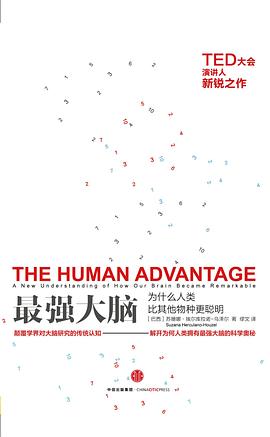 TED大会
演讲人
新锐之作
THE HUMAN ADVANTAGE
A New Understanding of How Our Brain Became Remarkable
最强大脑
为什么人类
比其他物种更聪明
[巴西] 苏珊娜·埃尔库拉诺-乌泽尔 著 缪文 译
Suzana Herculano-Houzel
颠覆学界对大脑研究的传统认知——解开为何人类拥有最强大脑的科学奥秘
中信出版集团·CHINACITICPRESS